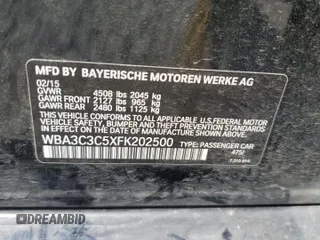 MFD BY BAYERISCHE MOTOREN WERKE AG
02/15
GVWR 4508 lbs 2045 kg
GAWR FRONT 2127 lbs 965 kg
GAWR REAR 2480 lbs 1125 kg
THIS VEHICLE CONFORMS TO ALL APPLICABLE U.S. FEDERAL MOTOR
VEHICLE SAFETY, BUMPER, AND THEFT PREVENTION STANDARDS
IN EFFECT ON THE DATE OF MANUFACTURE SHOWN ABOVE.
WBA3C3C5XFK202500 TYPE: PASSENGER CAR
475/